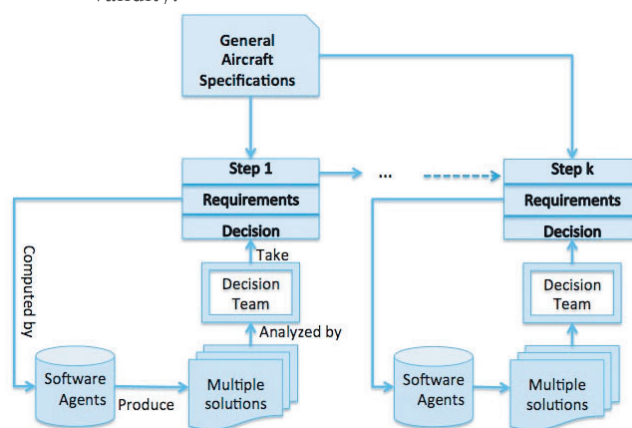 validity.
General
Aircraft
Specifications
Step 1
...
Step k
Requirements
Requirements
Decision
Decision
Take
Decision
Team
Decision
Team
Computed by
Analyzed by
Software
Agents
Produce
Multiple
solutions
Software
Agents
Multiple
solutions